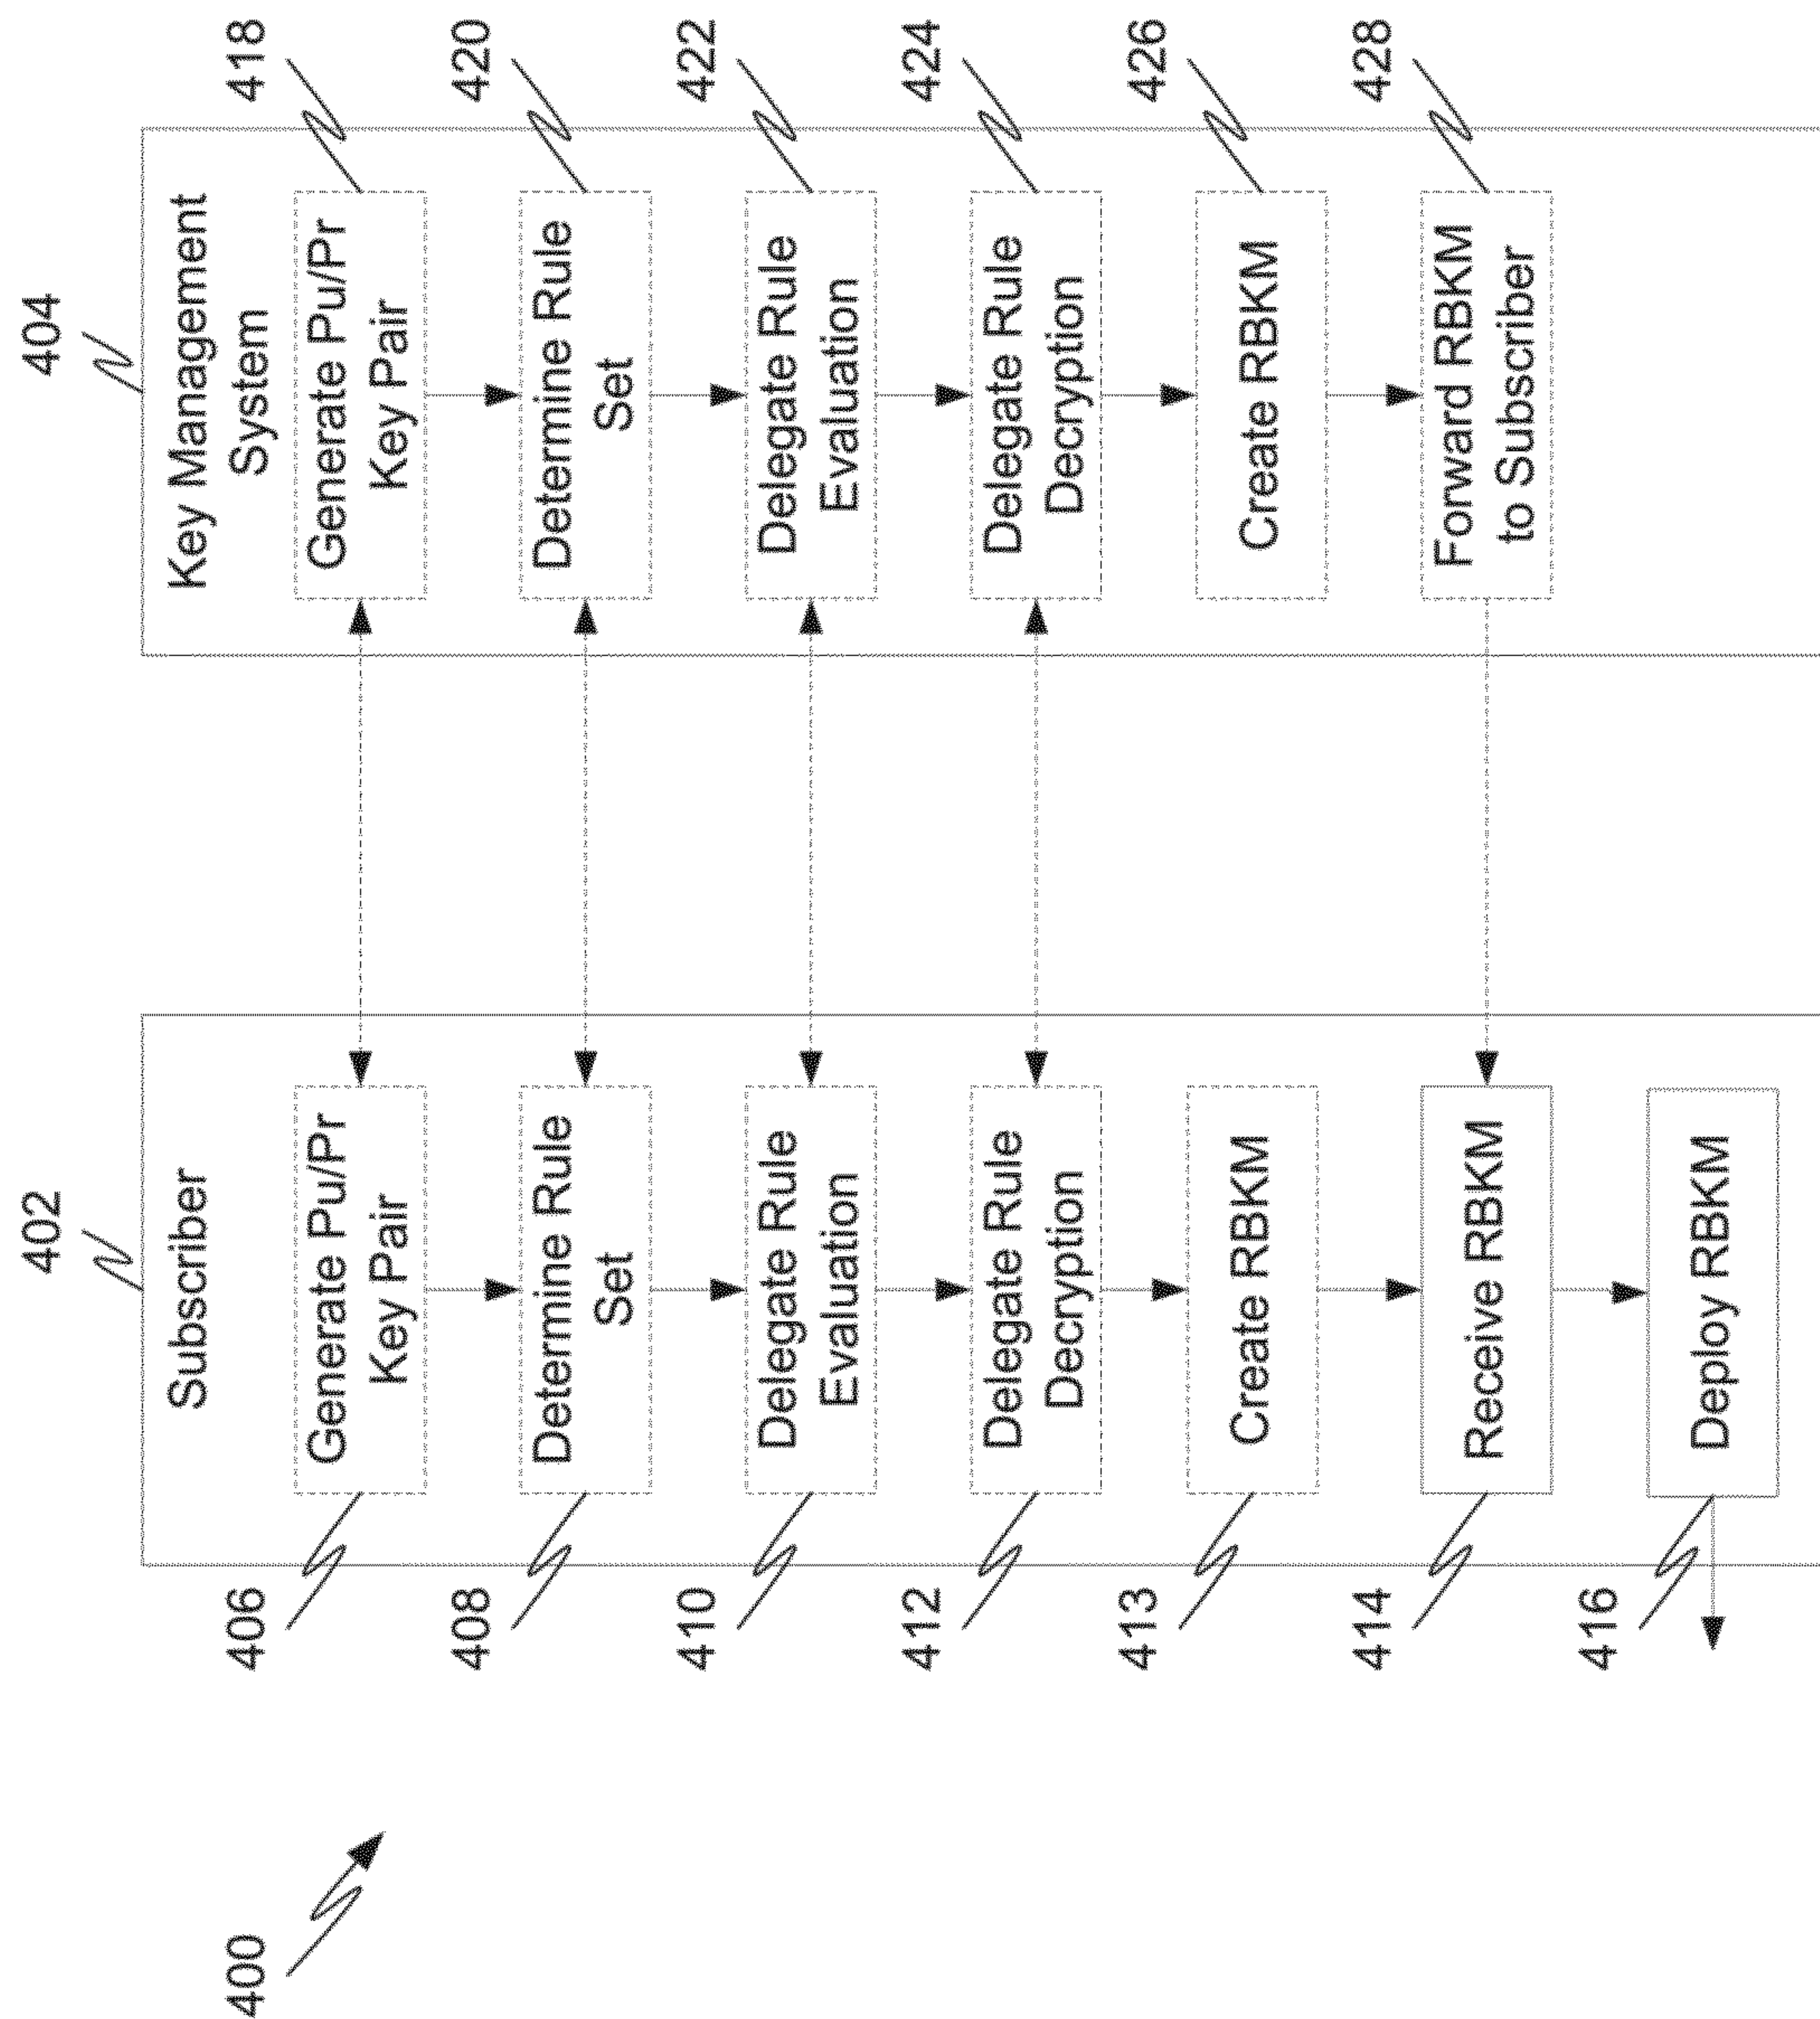 400
402
Subscriber
406
Generate Pu/Pr
Key Pair
408
Determine Rule
Set
410
Delegate Rule
Evaluation
412
Delegate Rule
Decryption
413
Create RBKM
414
Receive RBKM
416
Deploy RBKM
404
Key Management
System
Generate Pu/Pr
Key Pair
418
Determine Rule
Set
420
Delegate Rule
Evaluation
422
Delegate Rule
Decryption
424
Create RBKM
426
Forward RBKM
to Subscriber
428